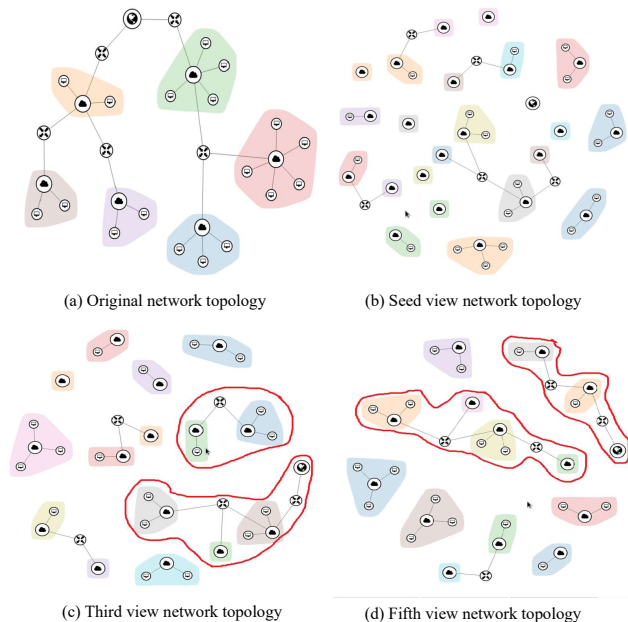 (a) Original network topology
(b) Seed view network topology
(c) Third view network topology
(d) Fifth view network topology